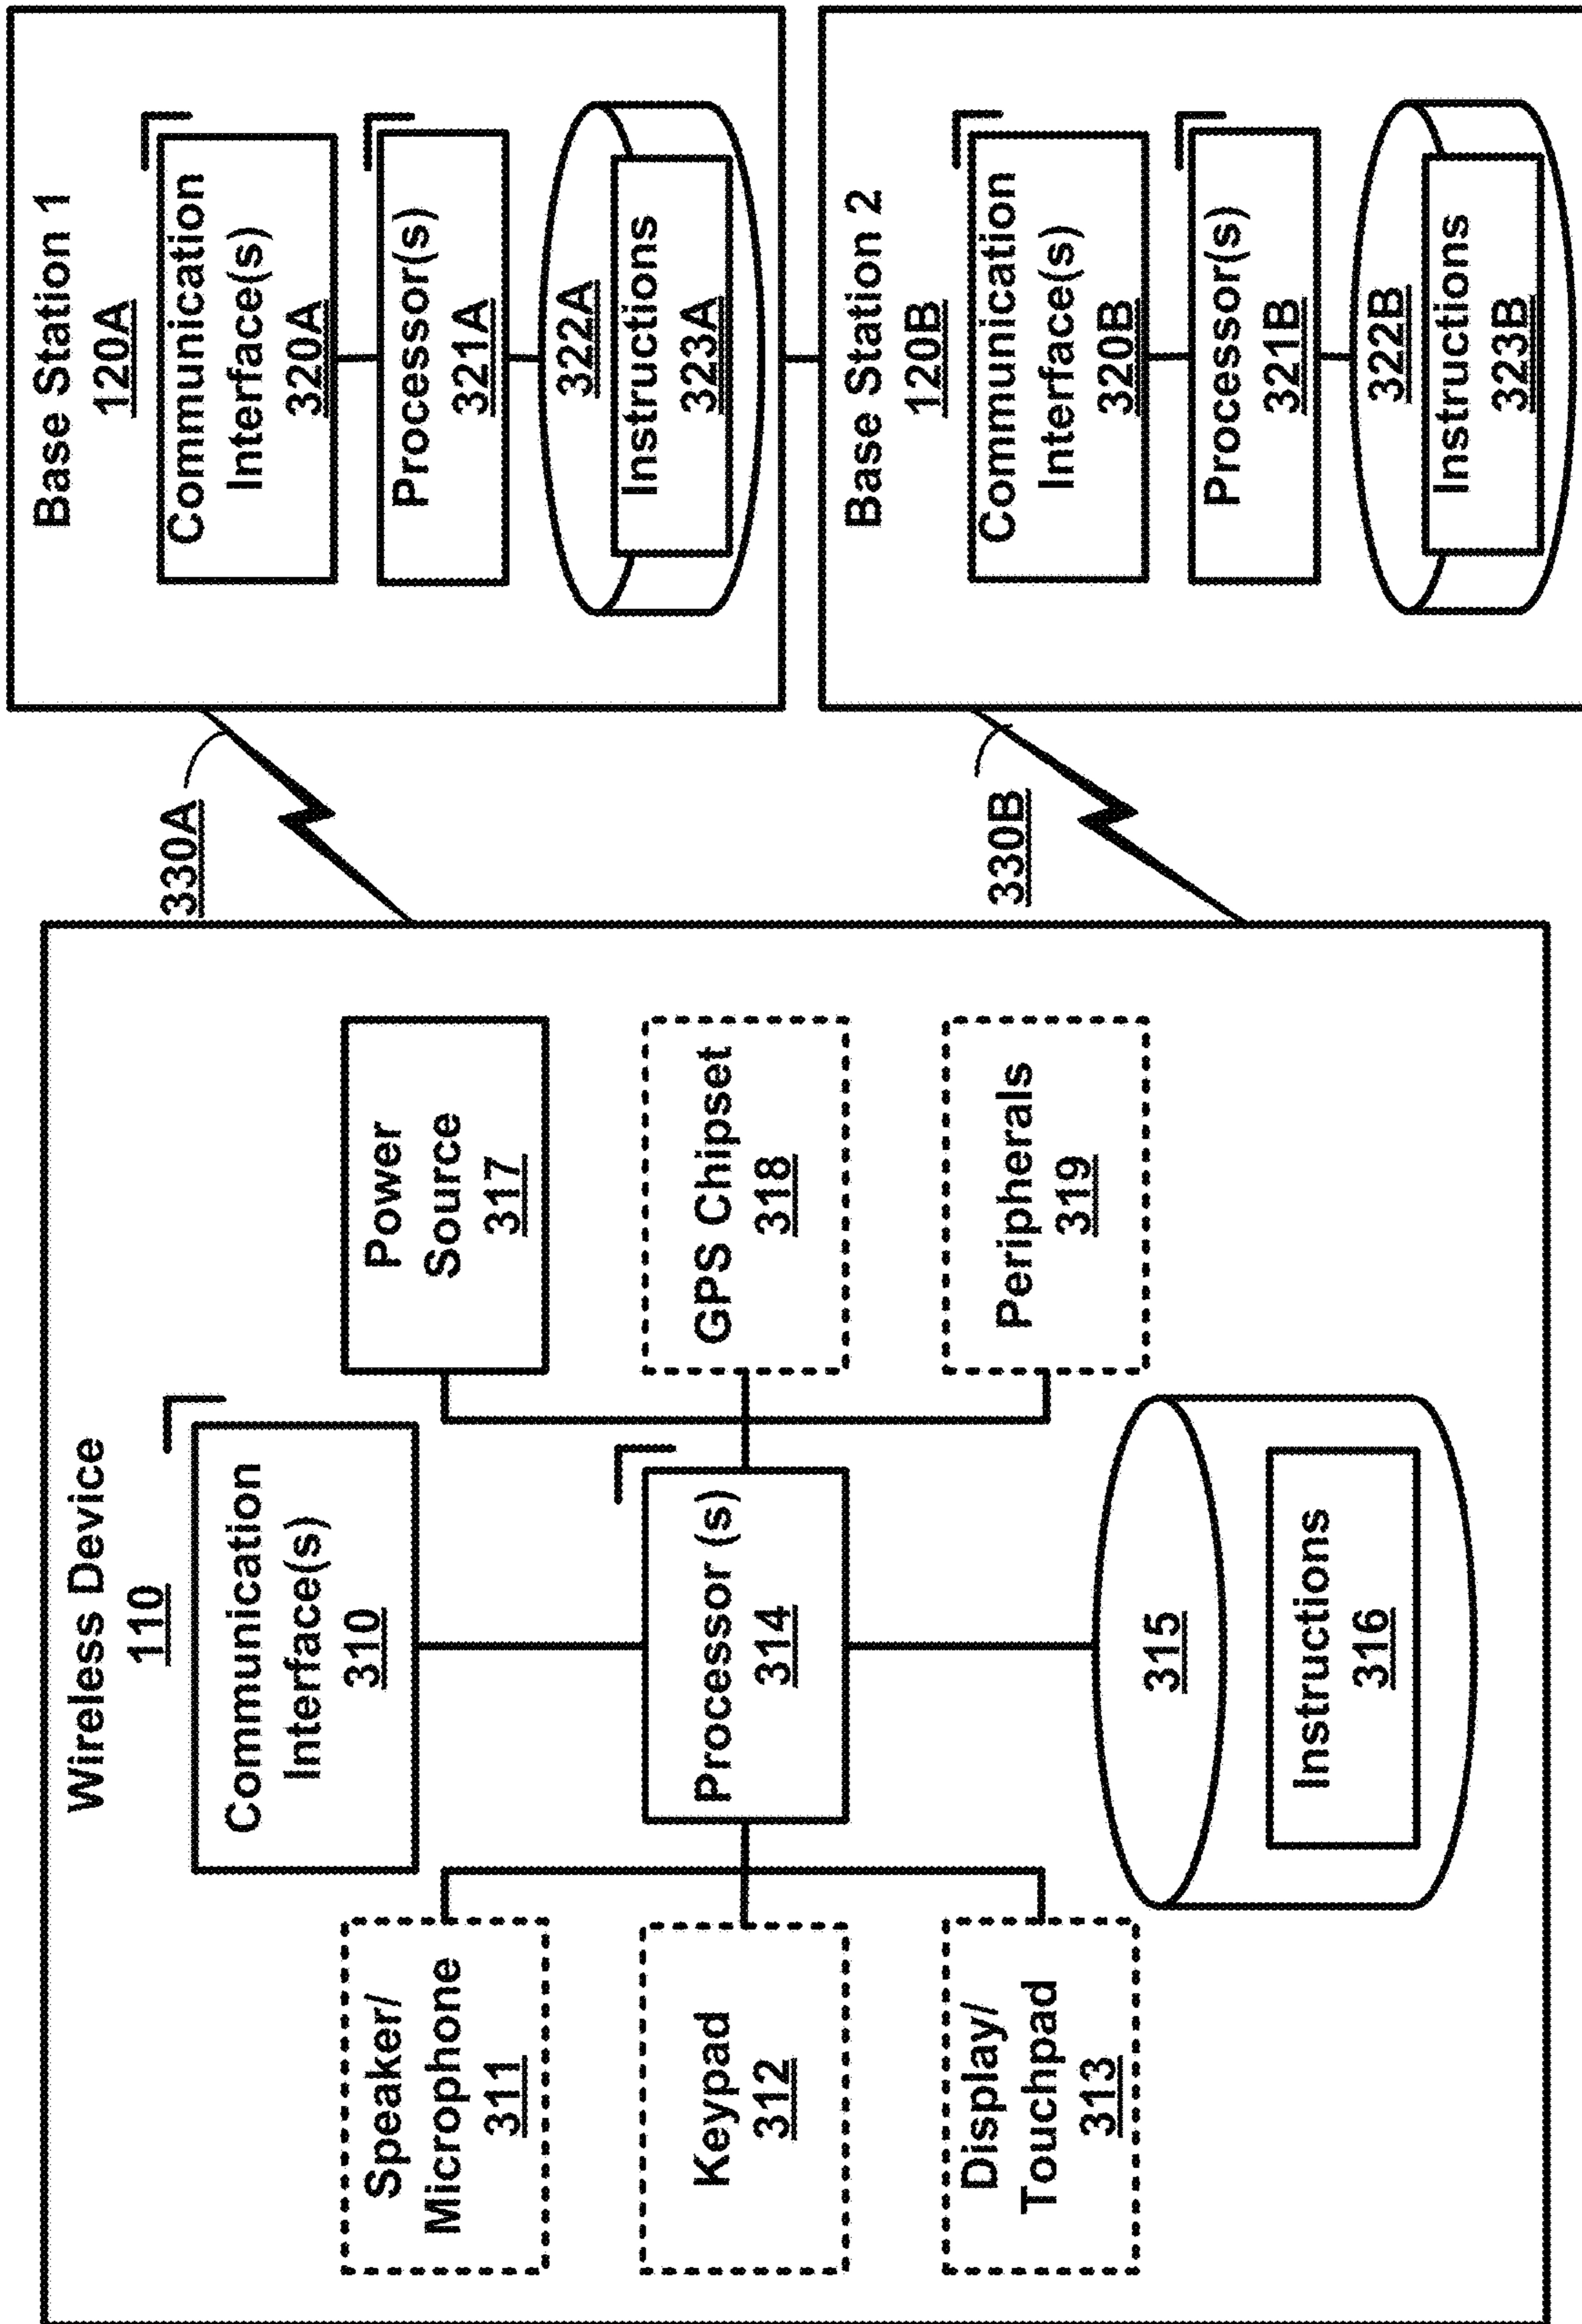 Wireless Device
110
Communication
Interface(s)
310
Speaker/
Microphone
311
Keypad
312
Display/
Touchpad
313
Processor (s)
314
315
Instructions
316
Power
Source
317
GPS Chipset
318
Peripherals
319
330A
330B
Base Station 1
120A
Communication
Interface(s)
320A
Processor(s)
321A
322A
Instructions
323A
Base Station 2
120B
Communication
Interface(s)
320B
Processor(s)
321B
322B
Instructions
323B